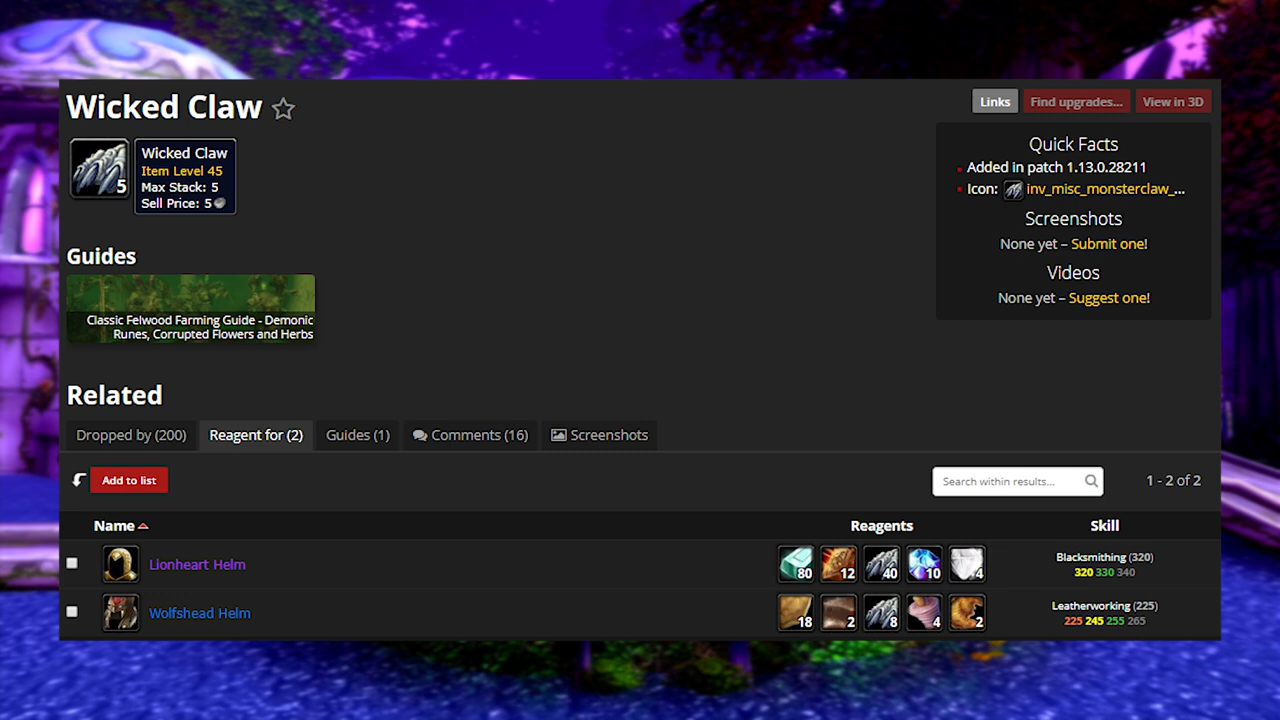 Wicked Claw
Links
Find upgrades...
View in 3D
5
Wicked Claw
Item Level 45
Max Stack: 5
Sell Price: 5
Quick Facts
Added in patch 1.13.0.28211
Icon: inv_misc_monsterclaw_...
Screenshots
None yet – Submit one!
Videos
None yet – Suggest one!
Guides
Classic Felwood Farming Guide - Demonic
Runes, Corrupted Flowers and Herbs
Related
Dropped by (200)
Reagent for (2)
Guides (1)
Comments (16)
Screenshots
Add to list
Search within results...
1 - 2 of 2
Name
Reagents
Skill
Lionheart Helm
80 12 40 10 4
Blacksmithing (320)
320 330 340
Wolfshead Helm
18 2 8 4 2
Leatherworking (225)
225 245 255 265